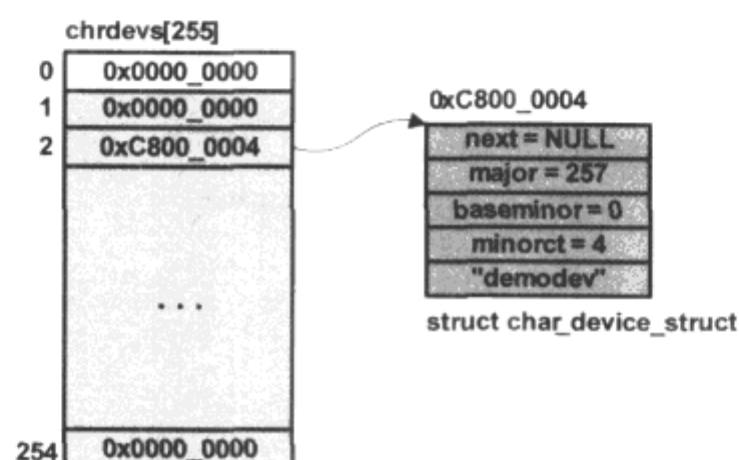 chrdevs[255]
0 0x0000_0000
1 0x0000_0000
2 0xC800_0004
...
254 0x0000_0000
0xC800_0004
next = NULL
major = 257
baseminor = 0
minorct = 4
"demodev"
struct char_device_struct